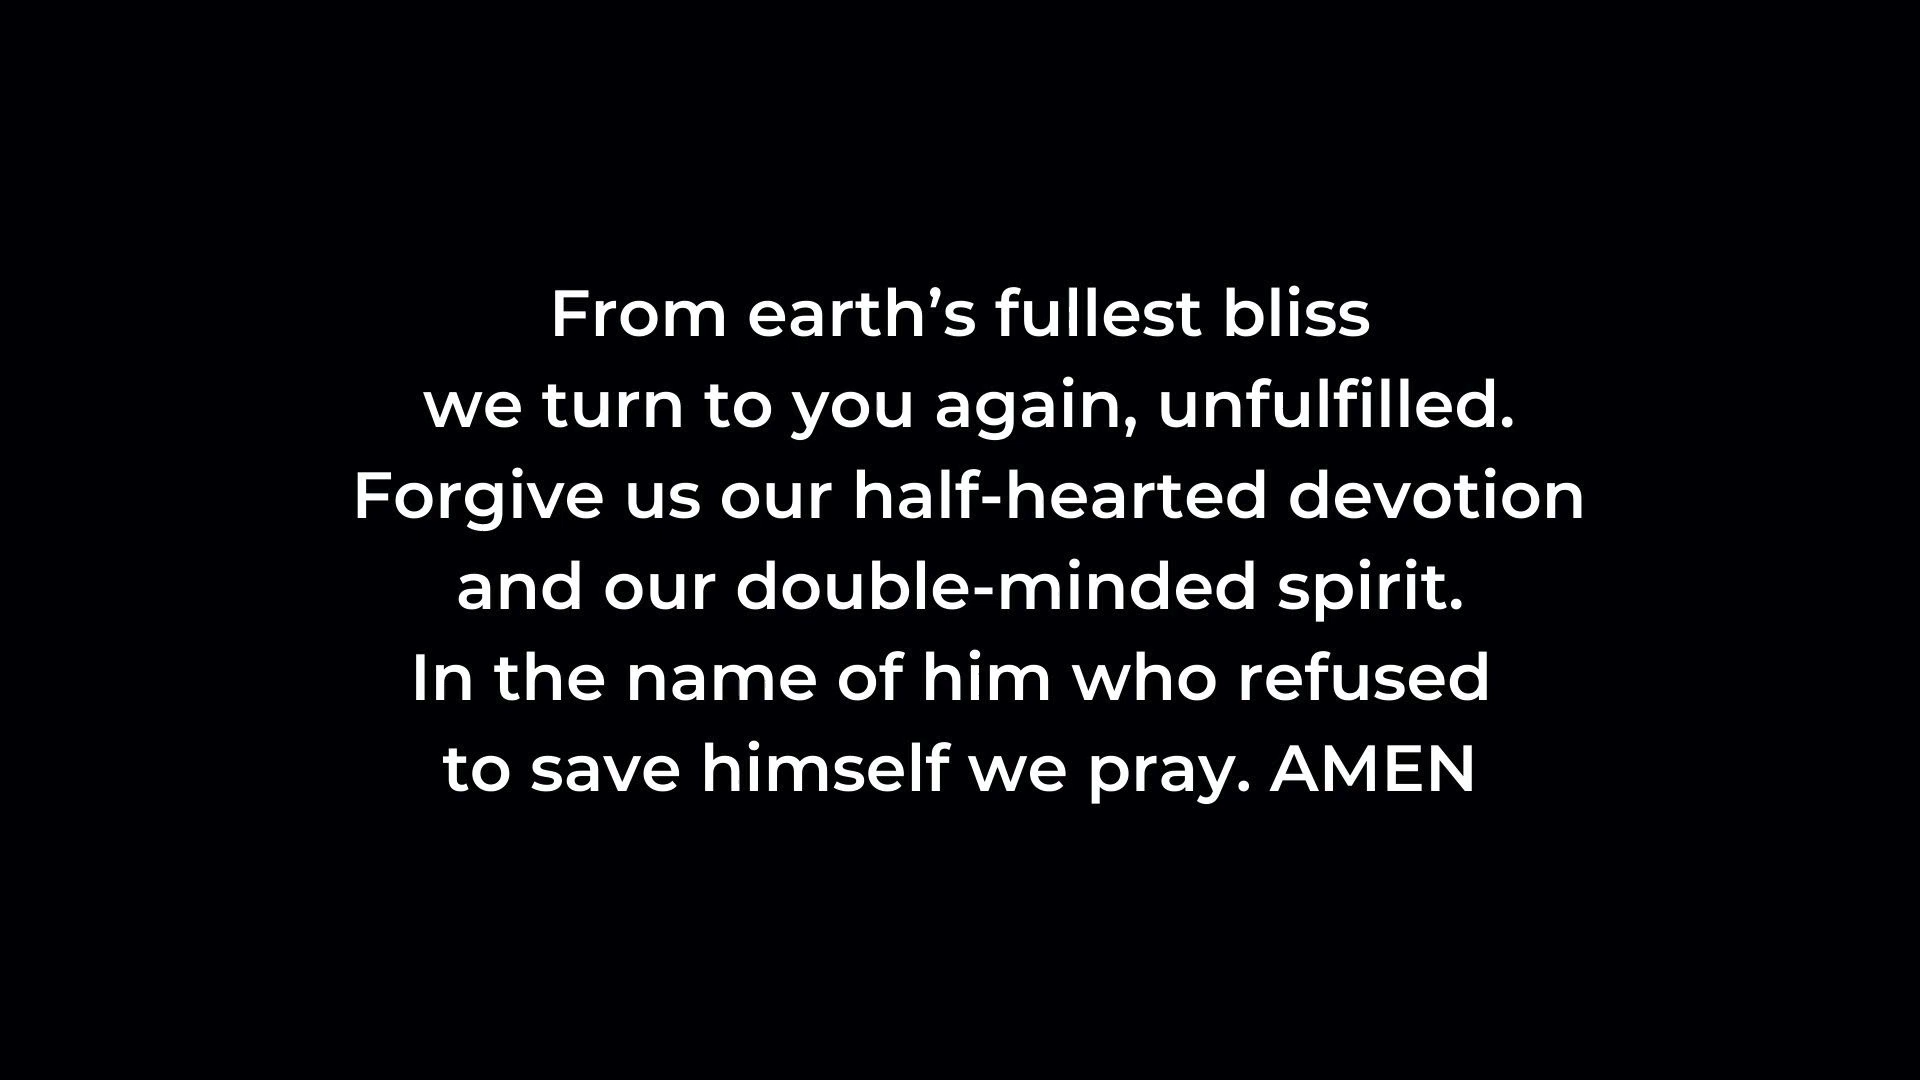 From earth’s fullest bliss
we turn to you again, unfulfilled.
Forgive us our half-hearted devotion
and our double-minded spirit.
In the name of him who refused
to save himself we pray. AMEN